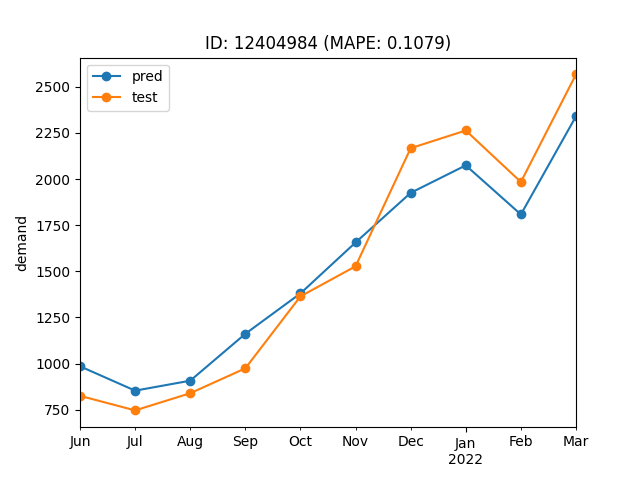 ID: 12404984 (MAPE: 0.1079)
pred
test
demand
2500
2250
2000
1750
1500
1250
1000
750
Jun Jul Aug Sep Oct Nov Dec Jan Feb Mar
2022